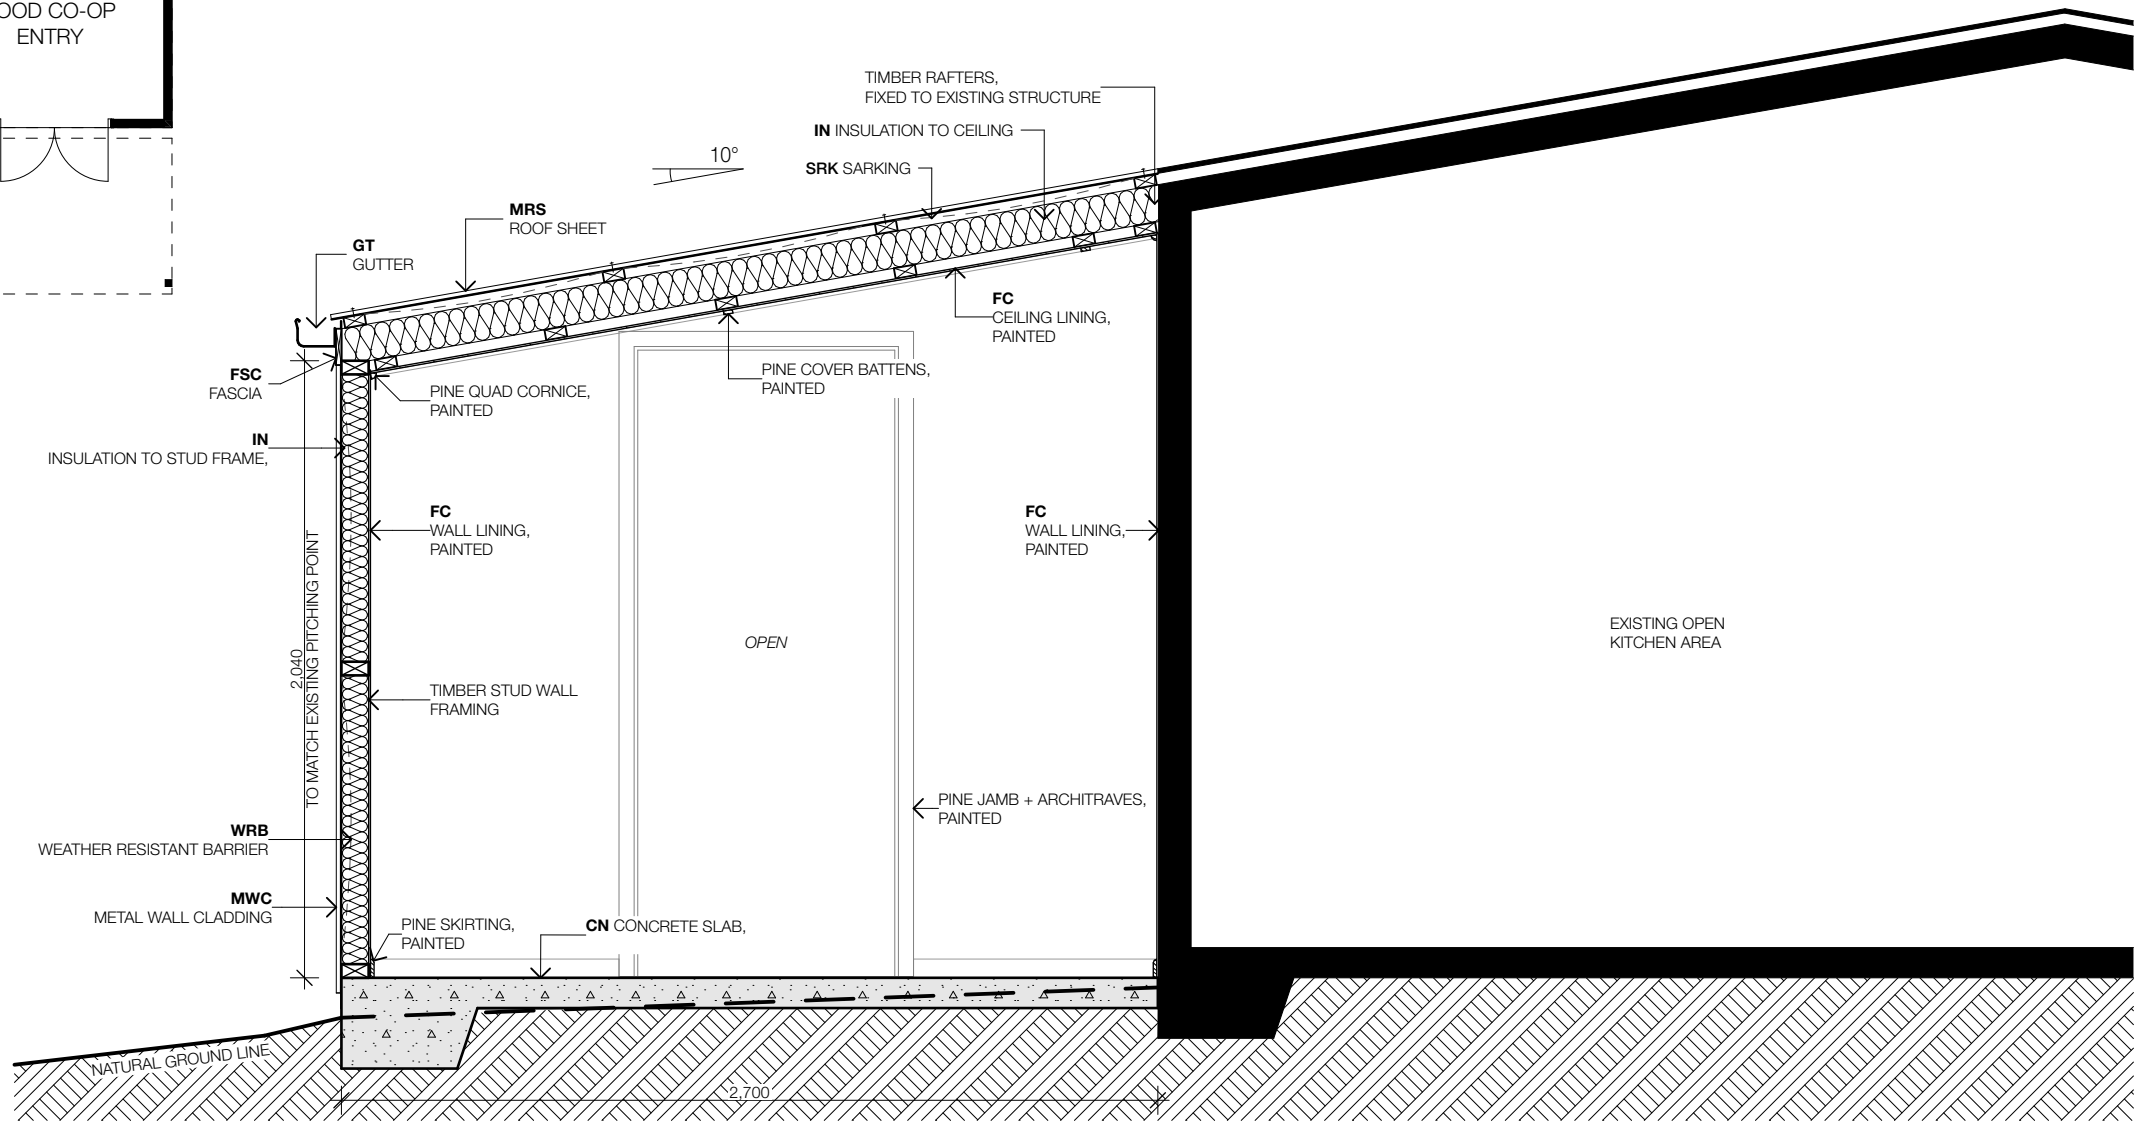 CO-OP
ENTRY
TIMBER RAFTERS,
FIXED TO EXISTING STRUCTURE
IN INSULATION TO CEILING
10°
SRK SARKING
MRS
ROOF SHEET
GT
GUTTER
FC
CEILING LINING,
PAINTED
FSC
FASCIA
PINE QUAD CORNICE,
PAINTED
PINE COVER BATTENS,
PAINTED
IN
INSULATION TO STUD FRAME,
FC
WALL LINING,
PAINTED
FC
WALL LINING,
PAINTED
2,040
TO MATCH EXISTING PITCHING POINT
OPEN
EXISTING OPEN
KITCHEN AREA
TIMBER STUD WALL
FRAMING
PINE JAMB + ARCHITRAVES,
PAINTED
WRB
WEATHER RESISTANT BARRIER
MWC
METAL WALL CLADDING
PINE SKIRTING,
PAINTED
CN CONCRETE SLAB,
NATURAL GROUND LINE
2,700